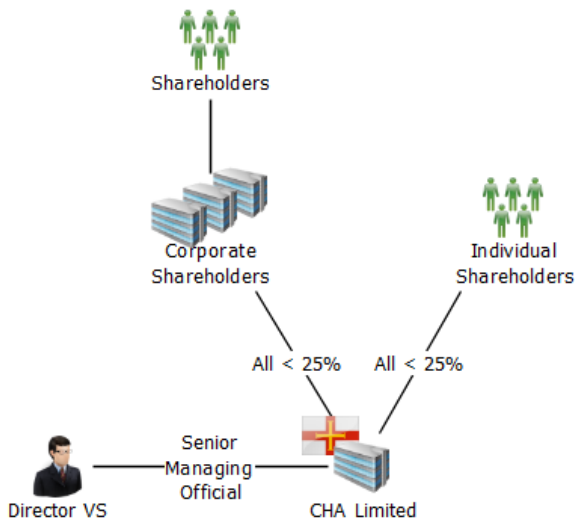 Shareholders
Corporate
Shareholders
Individual
Shareholders
All < 25%
All < 25%
Senior
Managing
Official
Director VS
CHA Limited